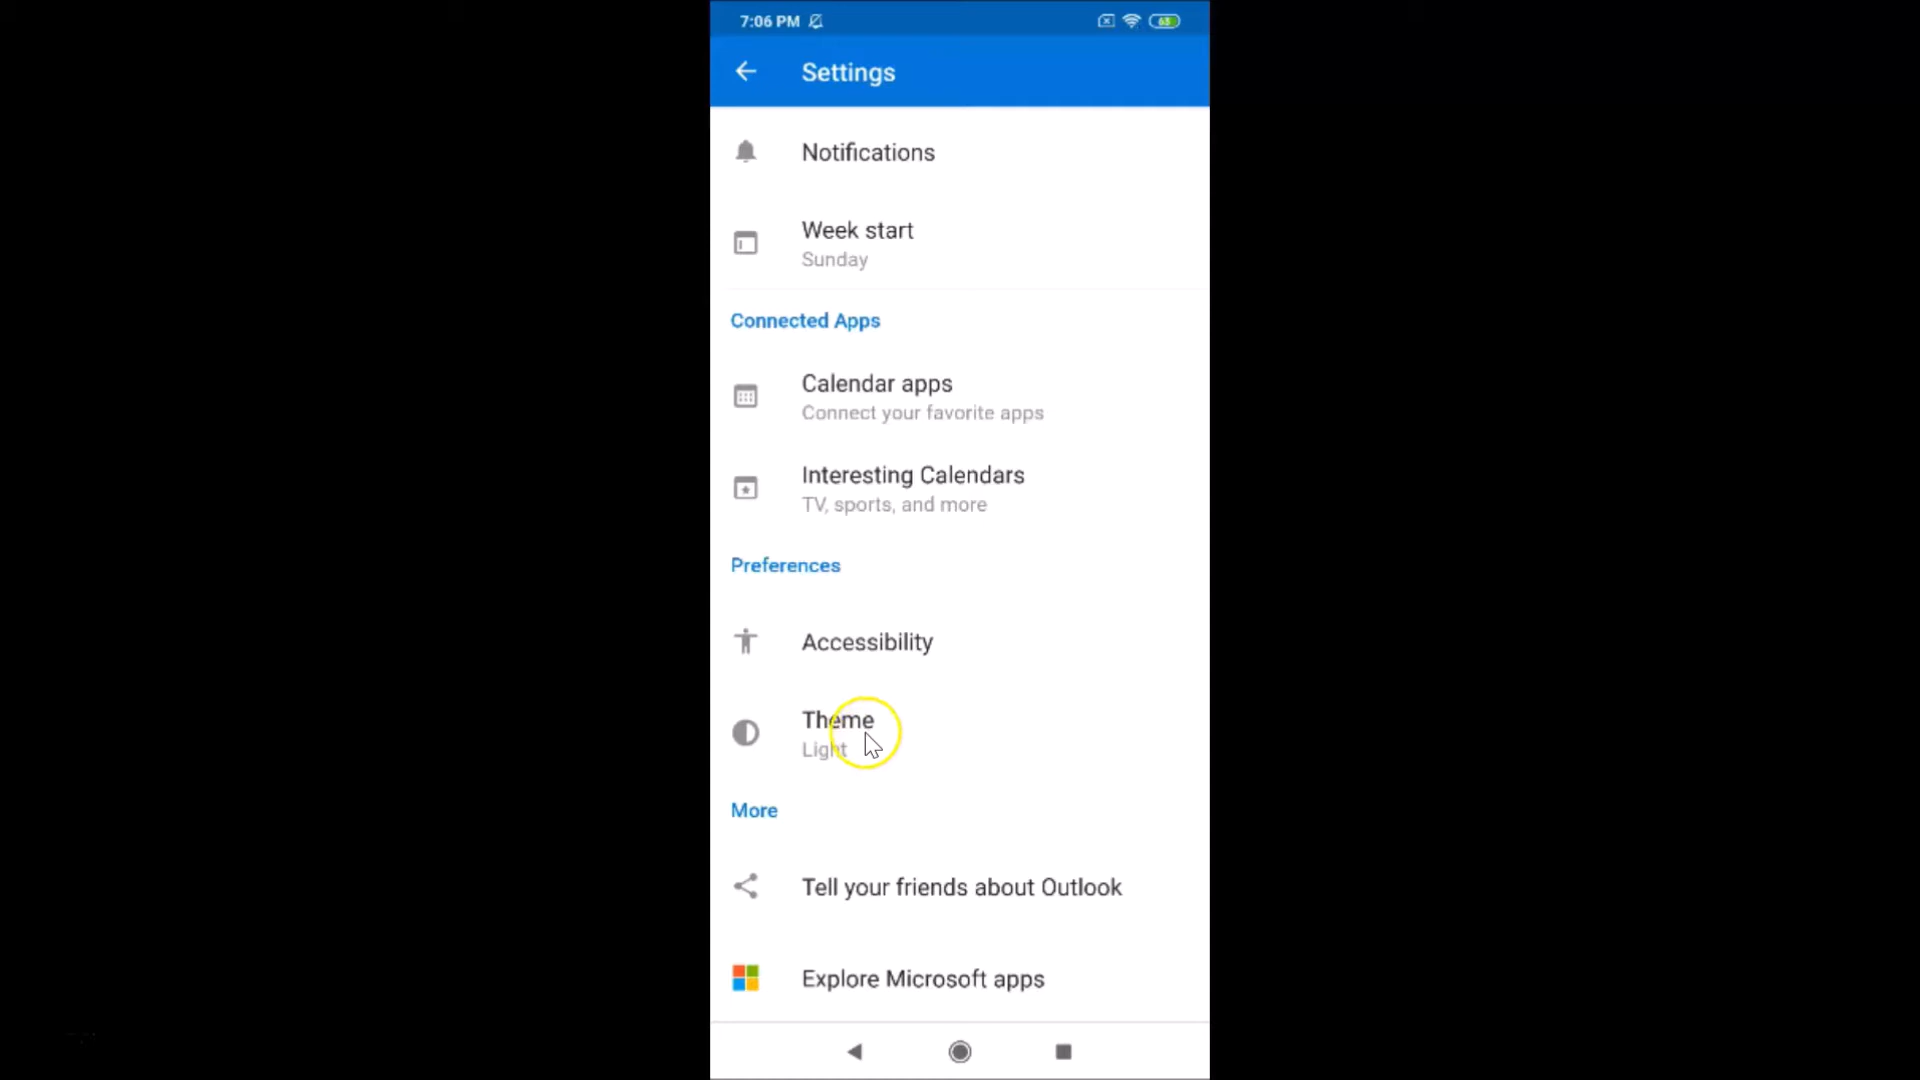 7:06 PM
63
Settings
Notifications
Week start
Sunday
Connected Apps
Calendar apps
Connect your favorite apps
Interesting Calendars
TV, sports, and more
Preferences
Accessibility
Theme
Light
More
Tell your friends about Outlook
Explore Microsoft apps